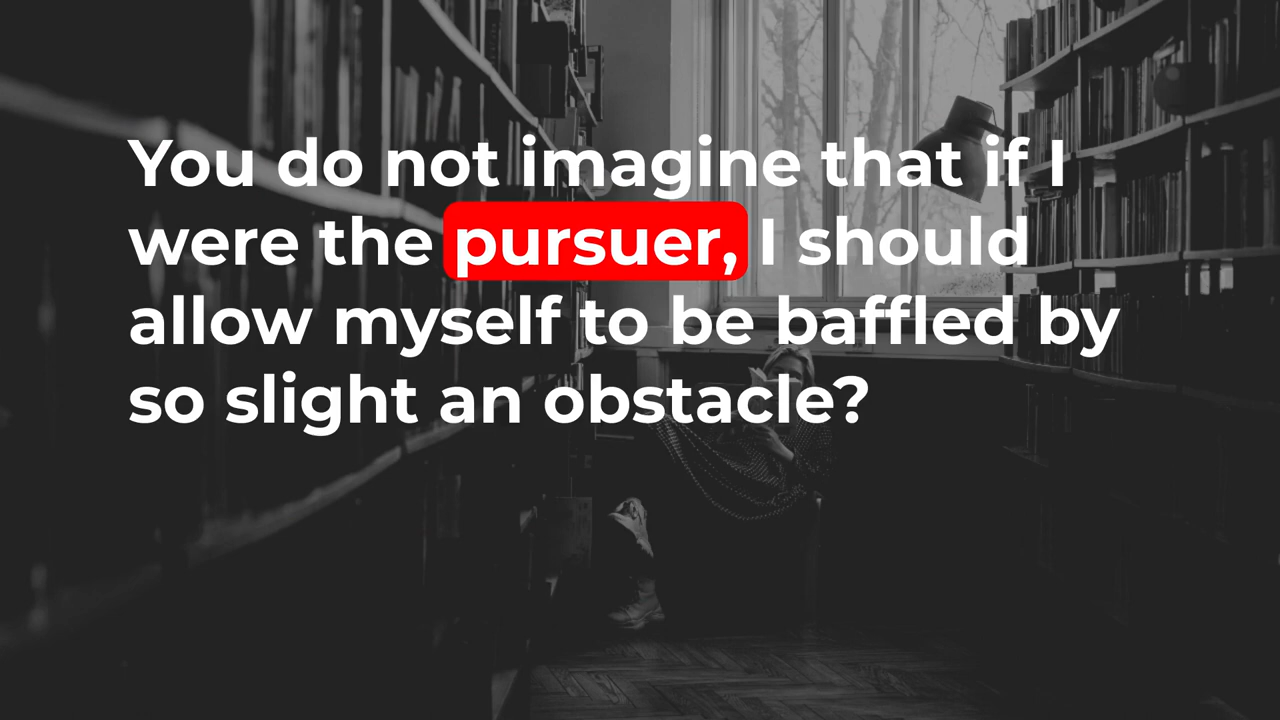 You do not imagine that if I
were the pursuer, I should
allow myself to be baffled by
so slight an obstacle?